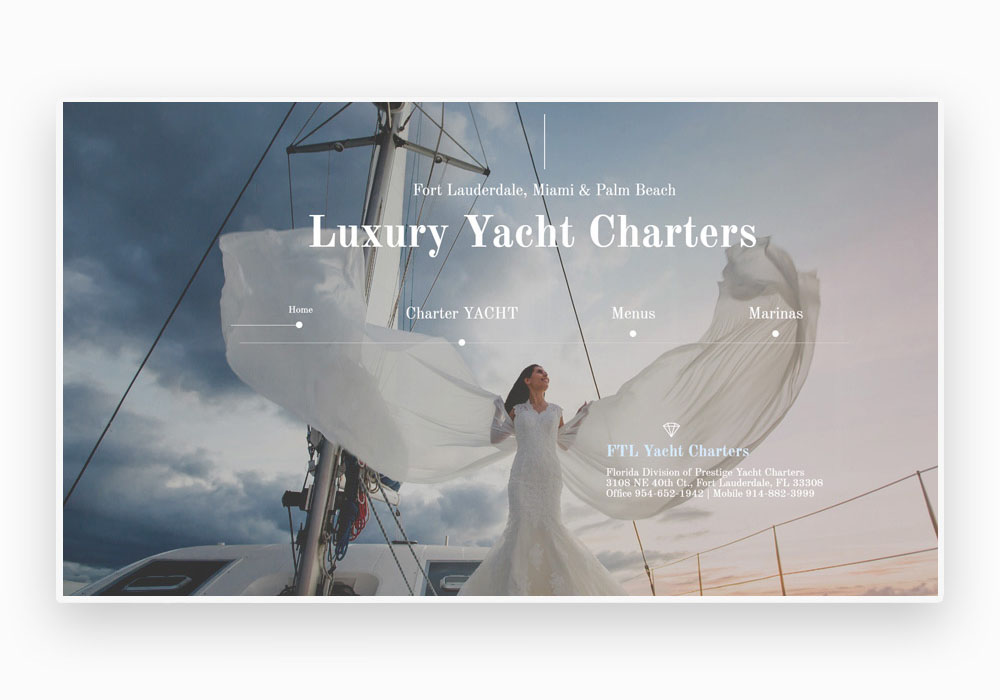 Fort Lauderdale, Miami & Palm Beach
Luxury Yacht Charters
Home
Charter YACHT
Menus
Marinas
FTL Yacht Charters
Florida Division of Prestige Yacht Charters
3108 NE 40th Ct., Fort Lauderdale, FL 33308
Office 954-652-1942 | Mobile 914-882-3999